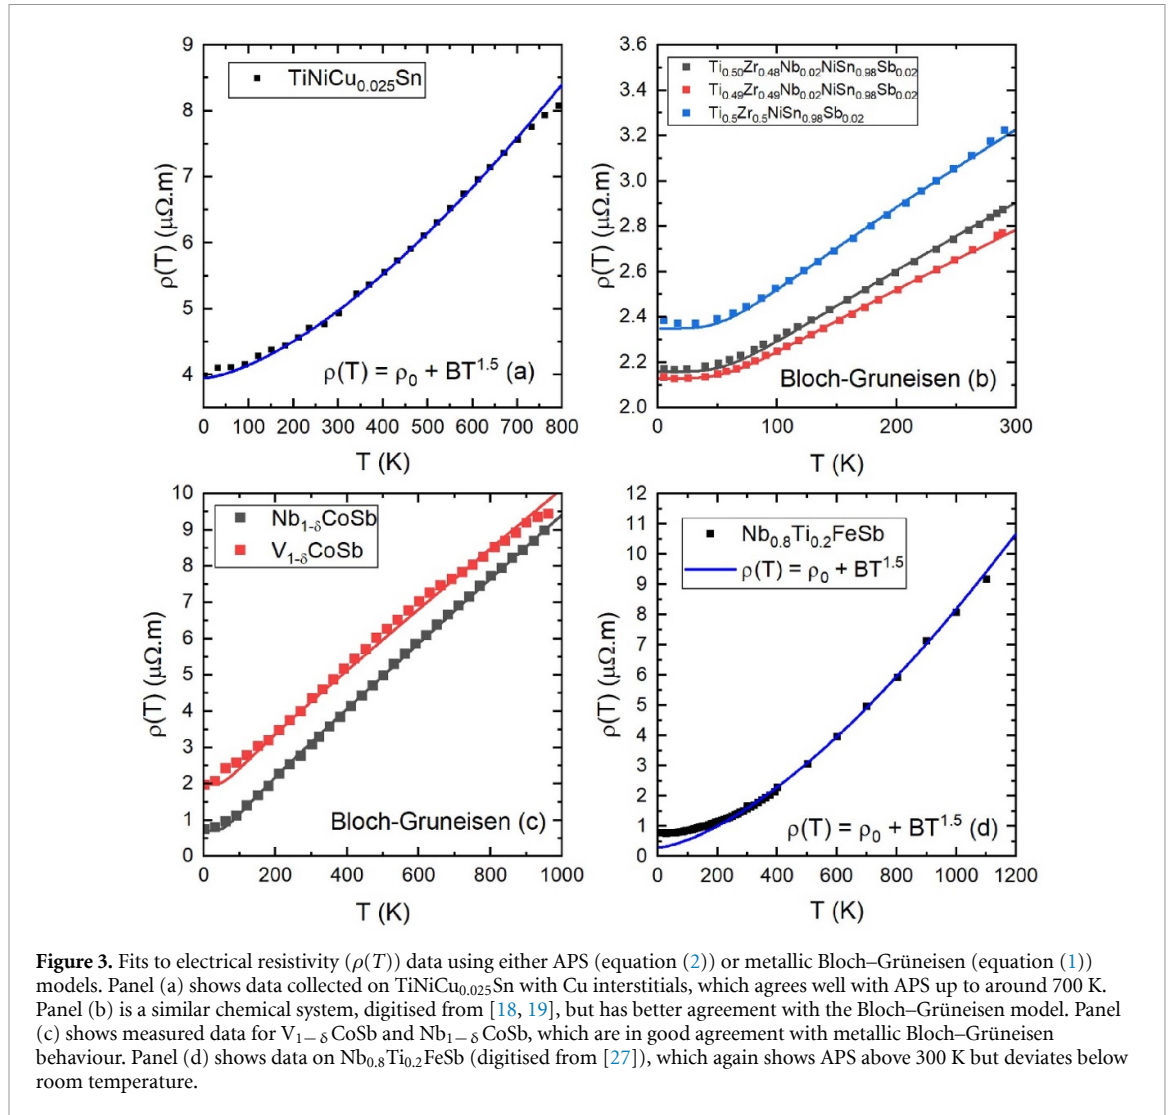 9
8
7
6
5
4
ρ(T) (μΩ.m)
TiNiCu0.025Sn
ρ(T) = ρ0 + BT1.5 (a)
0 100 200 300 400 500 600 700 800
T (K)
3.6
3.4
3.2
3.0
2.8
2.6
2.4
2.2
2.0
ρ(T) (μΩ.m)
Ti0.50Zr0.48Nb0.02NiSn0.98Sb0.02
Ti0.49Zr0.49Nb0.02NiSn0.98Sb0.02
Ti0.5Zr0.5NiSn0.98Sb0.02
Bloch-Gruneisen (b)
0 100 200 300
T (K)
10
9
8
7
6
5
4
3
2
1
0
ρ(T) (μΩ.m)
Nb1-δCoSb
V1-δCoSb
Bloch-Gruneisen (c)
0 200 400 600 800 1000
T (K)
12
11
10
9
8
7
6
5
4
3
2
1
0
ρ(T) (μΩ.m)
Nb0.8Ti0.2FeSb
ρ(T) = ρ0 + BT1.5
ρ(T) = ρ0 + BT1.5 (d)
0 200 400 600 800 1000 1200
T (K)
Figure 3. Fits to electrical resistivity (ρ(T)) data using either APS (equation (2)) or metallic Bloch–Grüneisen (equation (1))
models. Panel (a) shows data collected on TiNiCu0.025Sn with Cu interstitials, which agrees well with APS up to around 700 K.
Panel (b) is a similar chemical system, digitised from [18, 19], but has better agreement with the Bloch–Grüneisen model. Panel
(c) shows measured data for V1−δCoSb and Nb1−δCoSb, which are in good agreement with metallic Bloch–Grüneisen
behaviour. Panel (d) shows data on Nb0.8Ti0.2FeSb (digitised from [27]), which again shows APS above 300 K but deviates below
room temperature.